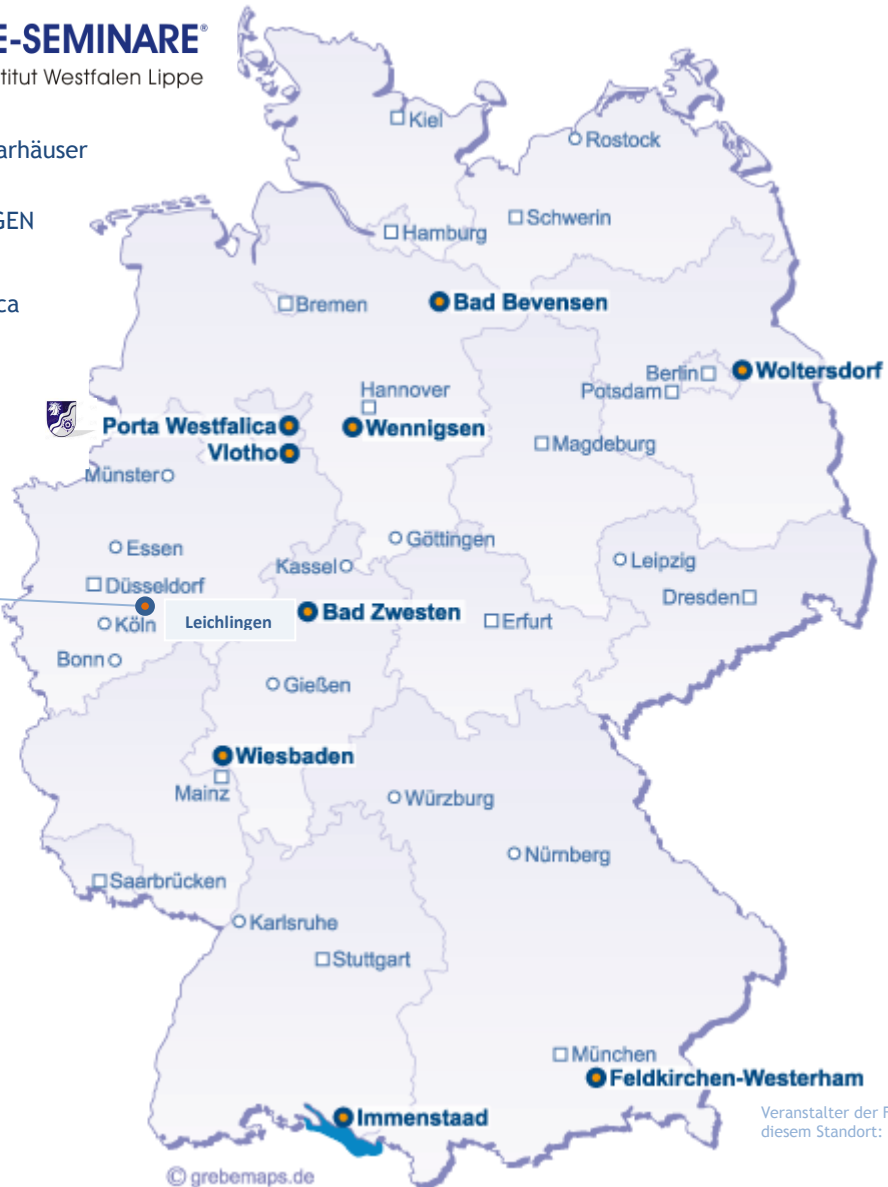 E-SEMINARE®
titut Westfalen Lippe
arhäuser
GEN
ca
Kiel
Rostock
Schwerin
Hamburg
Bremen
Bad Bevensen
Berlin
Woltersdorf
Potsdam
Hannover
Porta Westfalica
Wennigsen
Magdeburg
Vlotho
Münster
Göttingen
Essen
Kassel
Leipzig
Düsseldorf
Dresden
Leichlingen
Bad Zwesten
Köln
Erfurt
Bonn
Gießen
Wiesbaden
Mainz
Würzburg
Nürnberg
Saarbrücken
Karlsruhe
Stuttgart
München
Feldkirchen-Westerham
Immenstaad
Veranstalter der F
diesem Standort:
© grebemaps.de